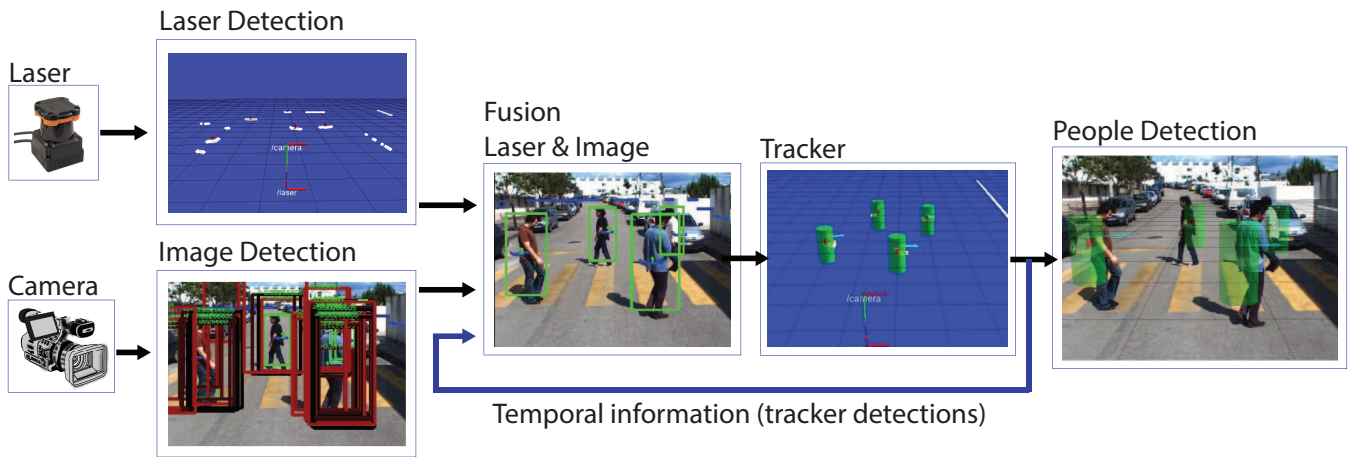 Laser Detection
Laser
/camera
/laser
Fusion
Laser & Image
Tracker
/camera
People Detection
Image Detection
Camera
Temporal information (tracker detections)